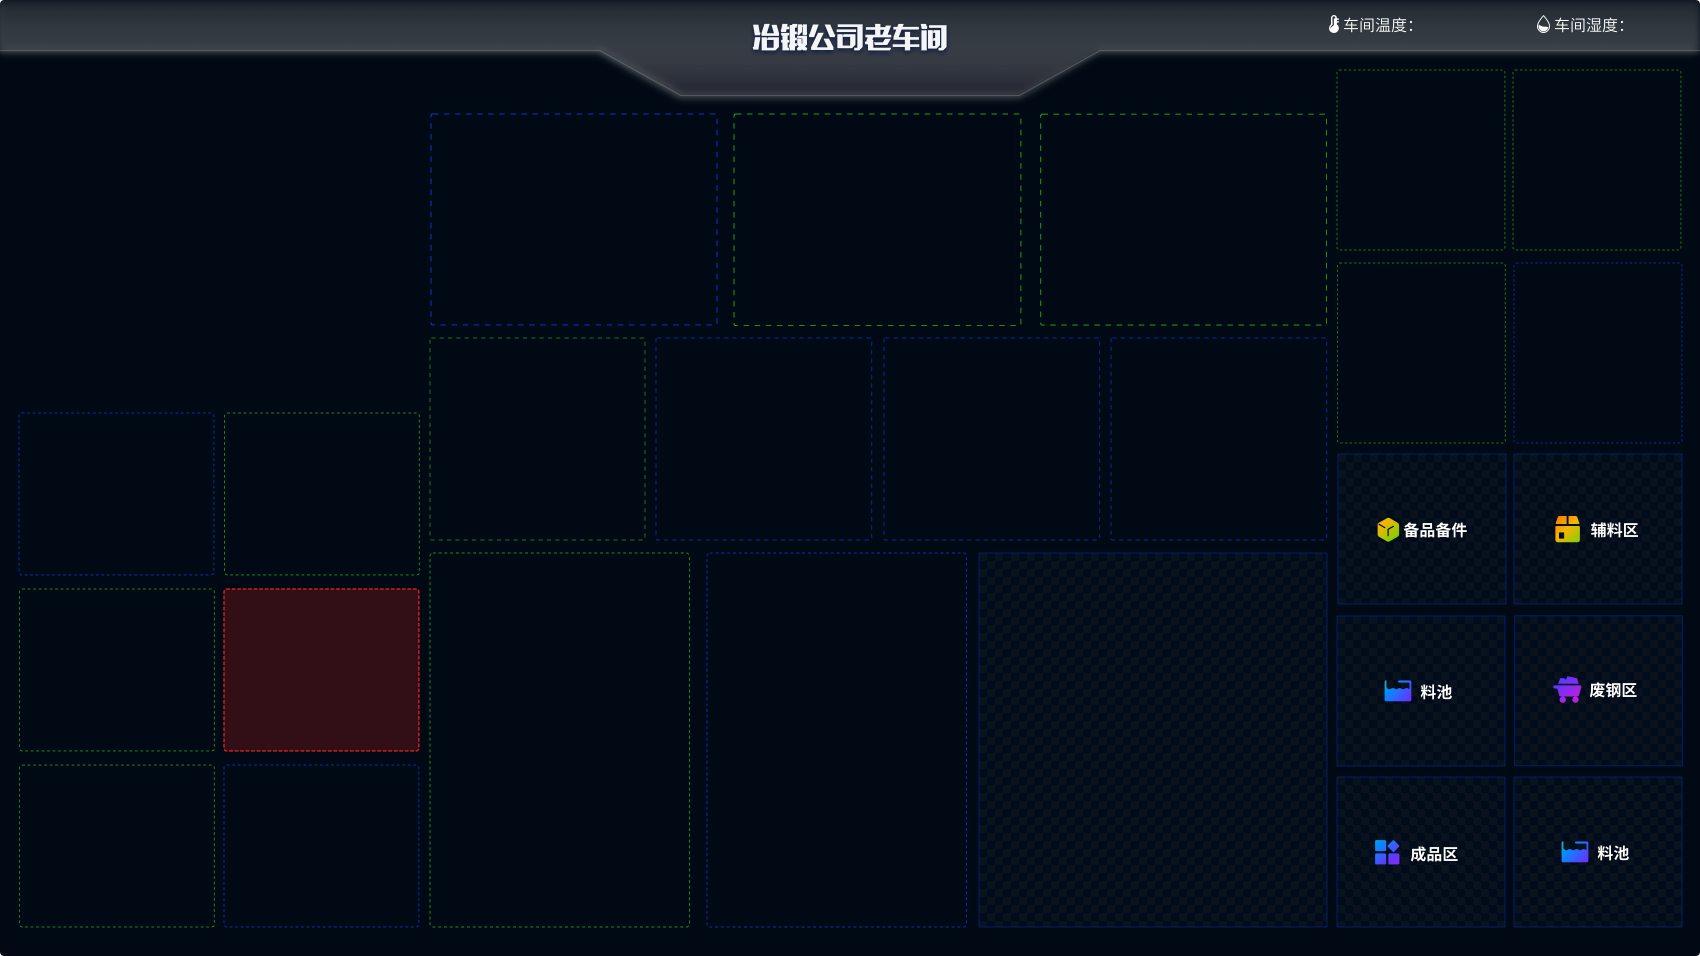 冶锻公司老车间
车间温度：
车间湿度：
备品备件
辅料区
料池
废钢区
成品区
料池